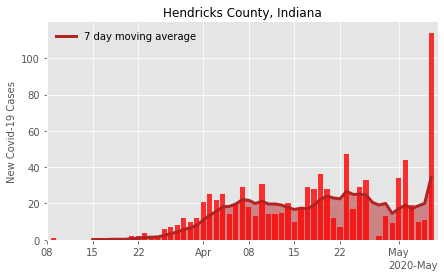 Hendricks County, Indiana
7 day moving average
New Covid-19 Cases
100
80
60
40
20
0
08 15 22 Apr 08 15 22 May
2020-May